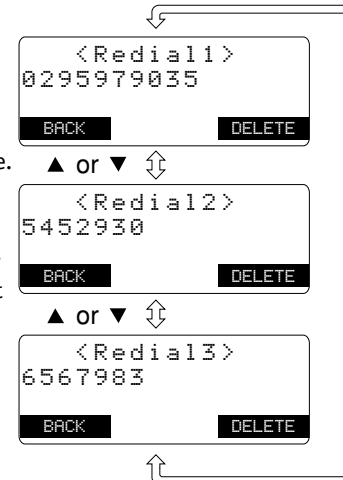 <Redial1>
0295979035
BACK DELETE
e. ▲ or ▼
<Redial2>
5452930
BACK DELETE
t
▲ or ▼
<Redial3>
6567983
BACK DELETE